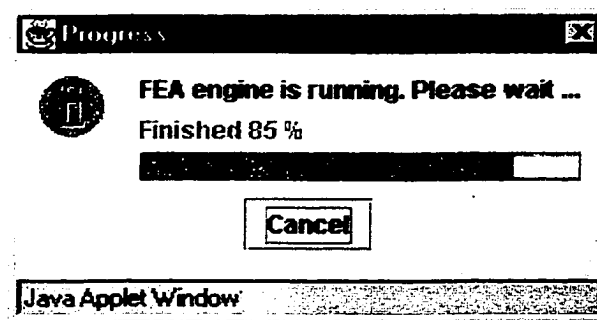 Progress
FEA engine is running. Please wait ...
Finished 85 %
Cancel
Java Applet Window